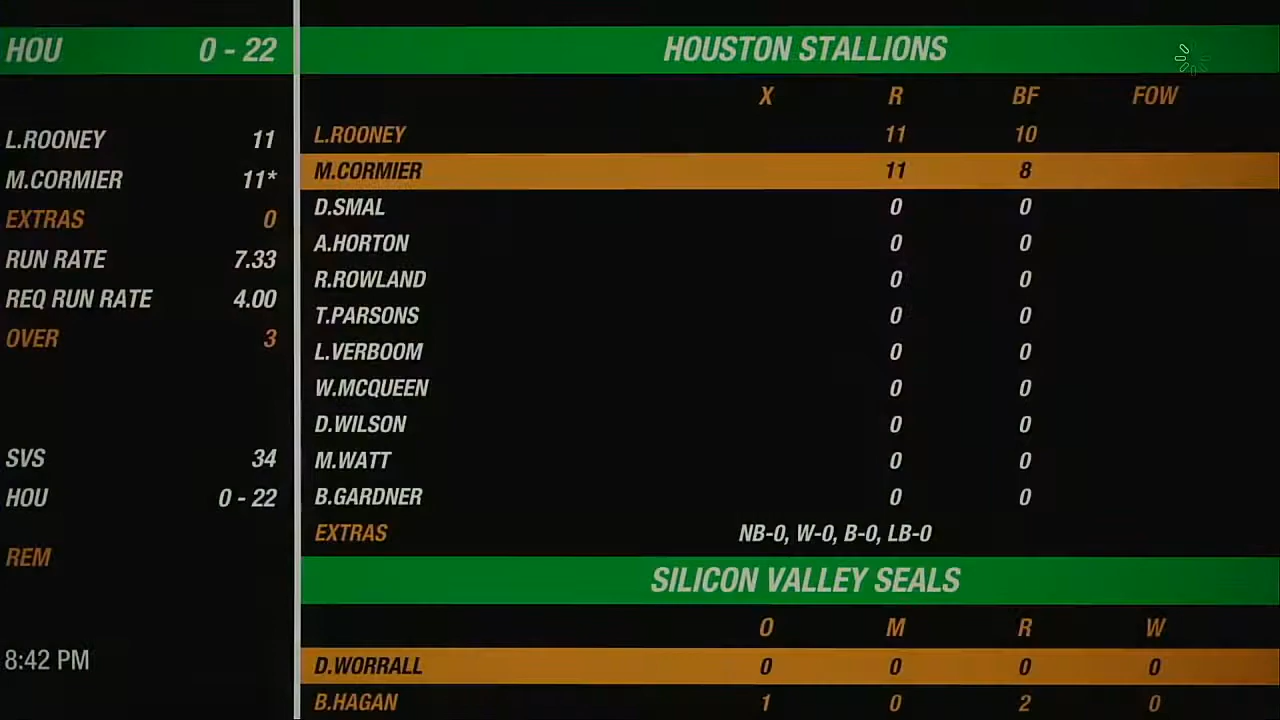 HOU 0 - 22
L.ROONEY 11
M.CORMIER 11*
EXTRAS 0
RUN RATE 7.33
REQ RUN RATE 4.00
OVER 3
SVS 34
HOU 0 - 22
REM
8:42 PM
HOUSTON STALLIONS
X R BF FOW
L.ROONEY 11 10
M.CORMIER 11 8
D.SMAL 0 0
A.HORTON 0 0
R.ROWLAND 0 0
T.PARSONS 0 0
L.VERBOOM 0 0
W.MCQUEEN 0 0
D.WILSON 0 0
M.WATT 0 0
B.GARDNER 0 0
EXTRAS NB-0, W-0, B-0, LB-0
SILICON VALLEY SEALS
O M R W
D.WORRALL 0 0 0 0
B.HAGAN 1 0 2 0